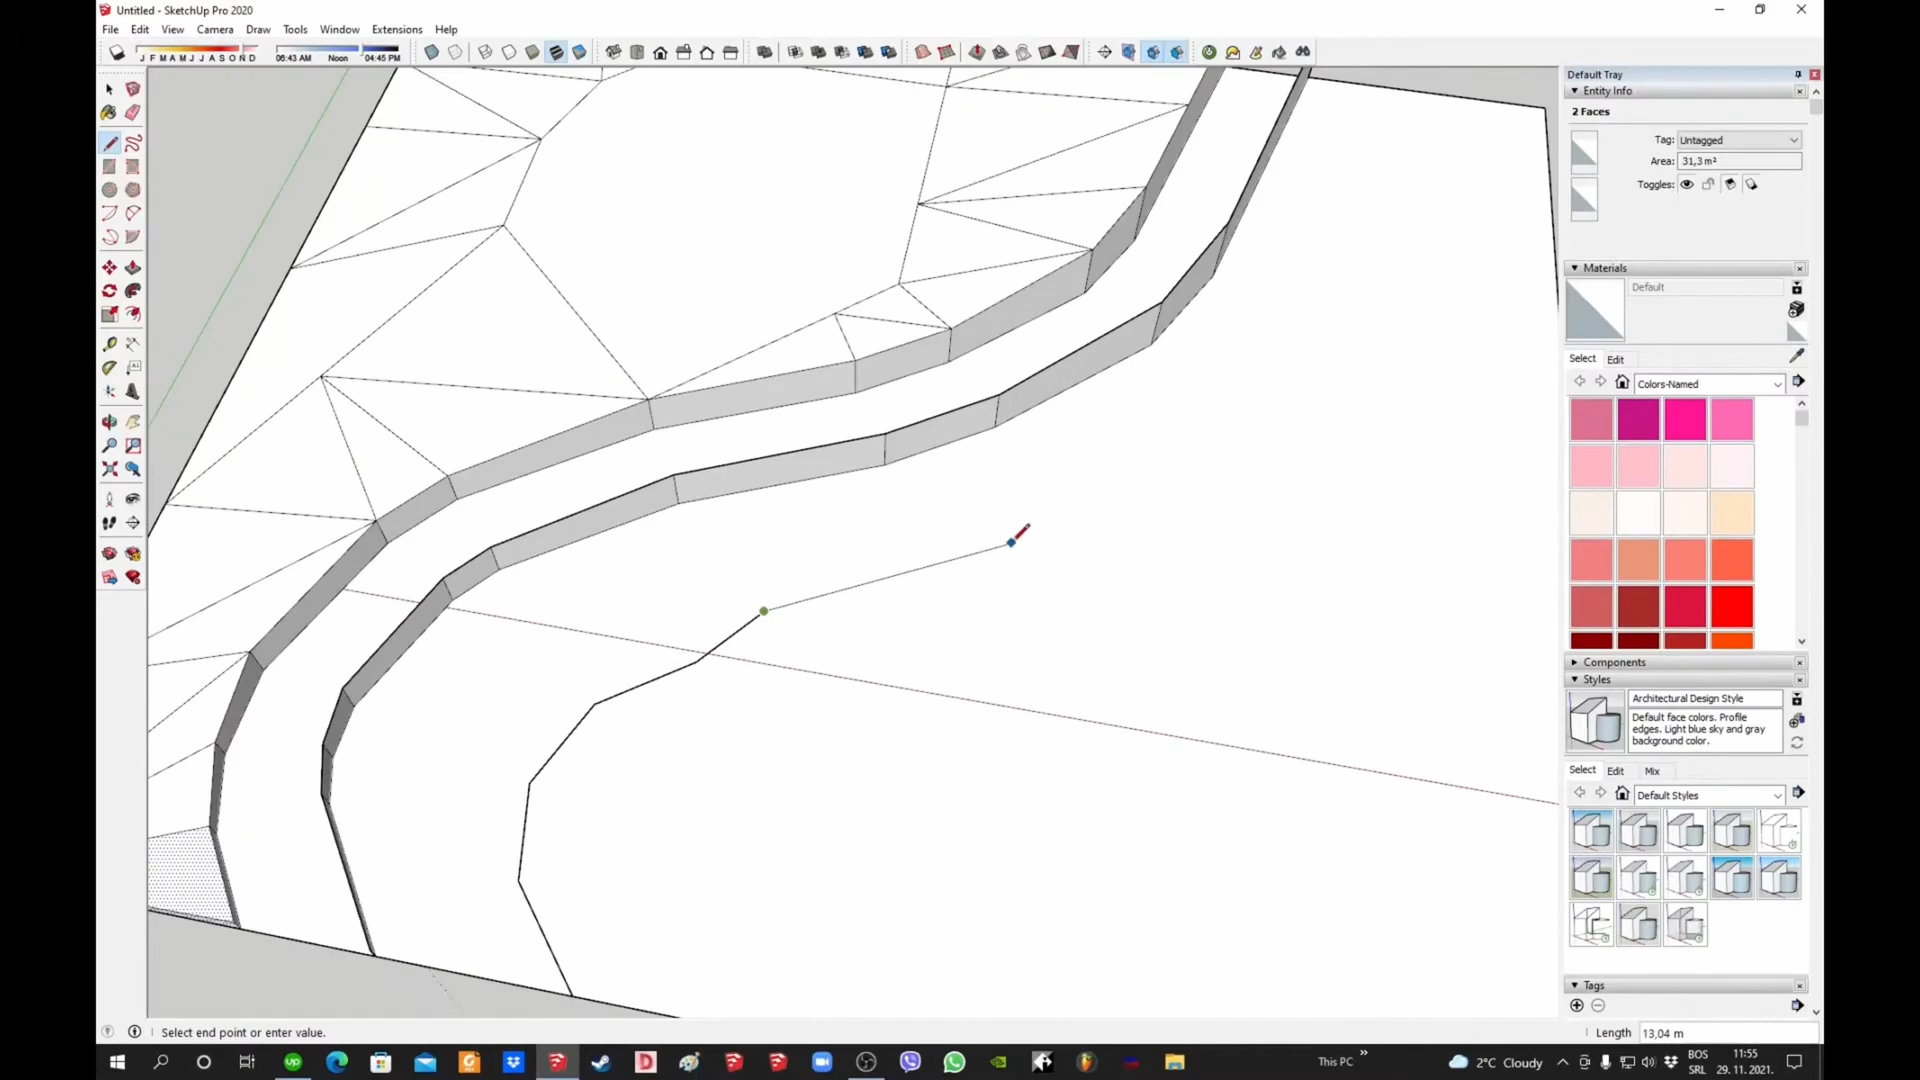 Untitled - SketchUp Pro 2020
File Edit View Camera Draw Tools Window Extensions Help
J F M A M J J A S O N D 06:43 AM Noon 04:45 PM
Default Tray
Entity Info
2 Faces
Tag: Untagged
Area: 31,3 m²
Toggles:
Materials
Default
Select Edit
Colors-Named
Components
Styles
Architectural Design Style
Default face colors. Profile
edges. Light blue sky and gray
background color.
Select Edit Mix
Default Styles
Tags
Select end point or enter value.
Length 13,04 m
This PC
2°C Cloudy
BOS
SRL
11:55
29. 11. 2021.